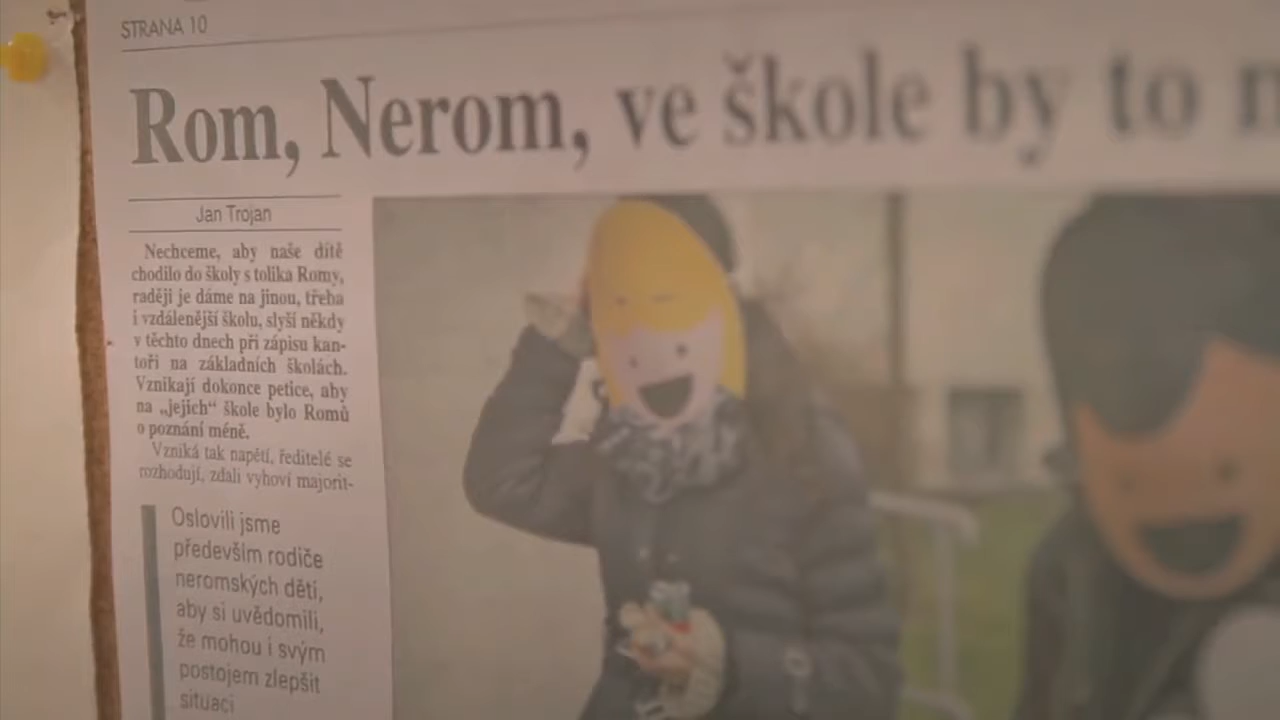 STRANA 10
Rom, Nerom, ve škole by to
Jan Trojan
Nechceme, aby naše dítě
chodilo do školy s tolika Romy,
raději je dáme na jinou, třeba
i vzdálenější školu, slyší někdy
v těchto dnech při zápisu kan-
toři na základních školách.
Vznikají dokonce petice, aby
na „jejich“ škole bylo Romů
o poznání méně.
Vzniká tak napětí, ředitelé se
rozhodují, zdali vyhoví majorit-
Oslovili jsme
především rodiče
neromských dětí,
aby si uvědomili,
že mohou i svým
postojem zlepšit
situaci